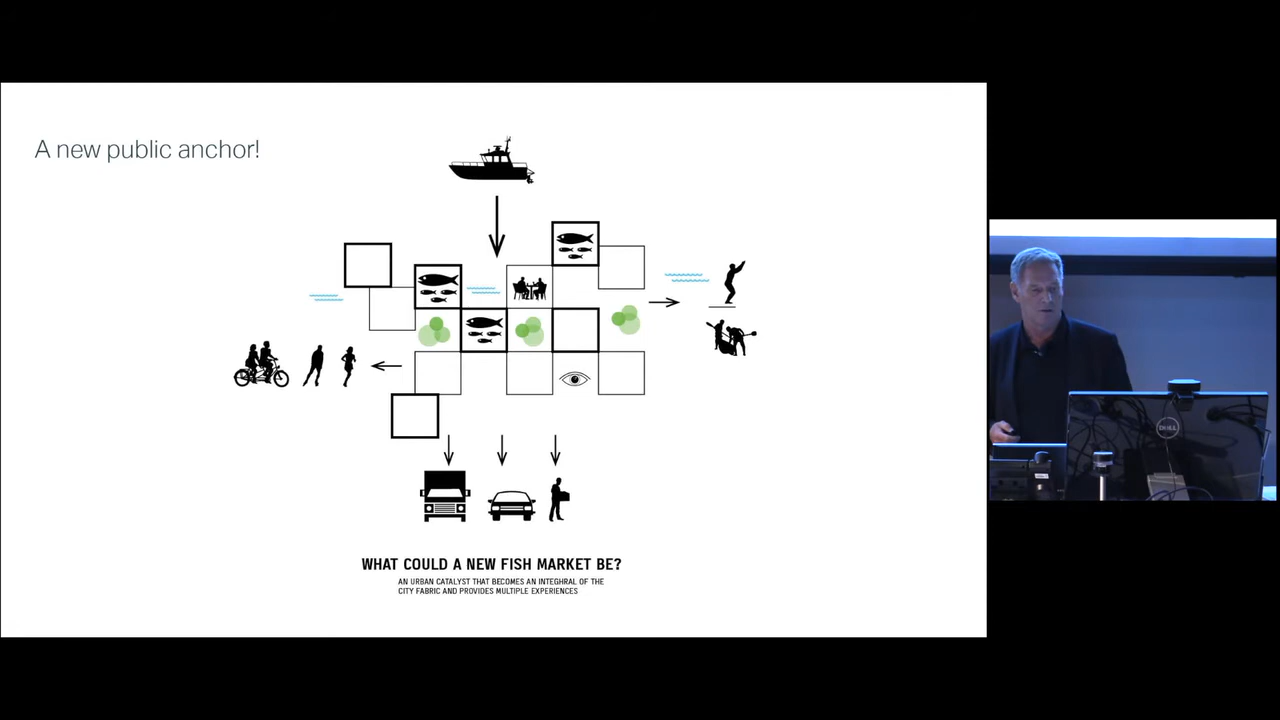 A new public anchor!
WHAT COULD A NEW FISH MARKET BE?
AN URBAN CATALYST THAT BECOMES AN INTEGHRAL OF THE
CITY FABRIC AND PROVIDES MULTIPLE EXPERIENCES
DELL